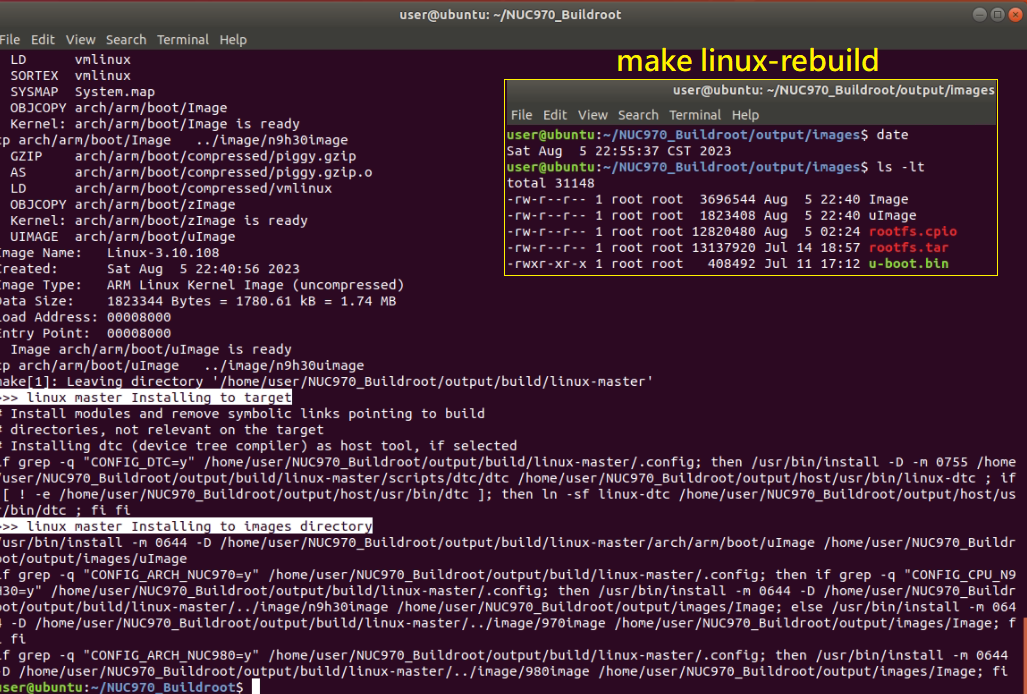 user@ubuntu: ~/NUC970_Buildroot
File Edit View Search Terminal Help
LD vmlinux
SORTEX vmlinux
SYSMAP System.map
OBJCOPY arch/arm/boot/Image
Kernel: arch/arm/boot/Image is ready
cp arch/arm/boot/Image ../image/n9h30image
GZIP arch/arm/boot/compressed/piggy.gzip
AS arch/arm/boot/compressed/piggy.gzip.o
LD arch/arm/boot/compressed/vmlinux
OBJCOPY arch/arm/boot/zImage
Kernel: arch/arm/boot/zImage is ready
UIMAGE arch/arm/boot/uImage
Image Name: Linux-3.10.108
Created: Sat Aug 5 22:40:56 2023
Image Type: ARM Linux Kernel Image (uncompressed)
Data Size: 1823344 Bytes = 1780.61 kB = 1.74 MB
Load Address: 00008000
Entry Point: 00008000
Image arch/arm/boot/uImage is ready
cp arch/arm/boot/uImage ../image/n9h30uimage
make[1]: Leaving directory '/home/user/NUC970_Buildroot/output/build/linux-master'
>>> linux master Installing to target
# Install modules and remove symbolic links pointing to build
# directories, not relevant on the target
# Installing dtc (device tree compiler) as host tool, if selected
if grep -q "CONFIG_DTC=y" /home/user/NUC970_Buildroot/output/build/linux-master/.config; then /usr/bin/install -D -m 0755 /home
/user/NUC970_Buildroot/output/build/linux-master/scripts/dtc/dtc /home/user/NUC970_Buildroot/output/host/usr/bin/linux-dtc ; if
[ ! -e /home/user/NUC970_Buildroot/output/host/usr/bin/dtc ]; then ln -sf linux-dtc /home/user/NUC970_Buildroot/output/host/us
r/bin/dtc ; fi fi
>>> linux master Installing to images directory
/usr/bin/install -m 0644 -D /home/user/NUC970_Buildroot/output/build/linux-master/arch/arm/boot/uImage /home/user/NUC970_Buildr
oot/output/images/uImage
if grep -q "CONFIG_ARCH_NUC970=y" /home/user/NUC970_Buildroot/output/build/linux-master/.config; then if grep -q "CONFIG_CPU_N9
H30=y" /home/user/NUC970_Buildroot/output/build/linux-master/.config; then /usr/bin/install -m 0644 -D /home/user/NUC970_Buildr
oot/output/build/linux-master/../image/n9h30image /home/user/NUC970_Buildroot/output/images/Image; else /usr/bin/install -m 064
4 -D /home/user/NUC970_Buildroot/output/build/linux-master/../image/970image /home/user/NUC970_Buildroot/output/images/Image; f
i fi
if grep -q "CONFIG_ARCH_NUC980=y" /home/user/NUC970_Buildroot/output/build/linux-master/.config; then /usr/bin/install -m 0644
-D /home/user/NUC970_Buildroot/output/build/linux-master/../image/980image /home/user/NUC970_Buildroot/output/images/Image; fi
user@ubuntu:~/NUC970_Buildroot$
make linux-rebuild
user@ubuntu: ~/NUC970_Buildroot/output/images
File Edit View Search Terminal Help
user@ubuntu:~/NUC970_Buildroot/output/images$ date
Sat Aug 5 22:55:37 CST 2023
user@ubuntu:~/NUC970_Buildroot/output/images$ ls -lt
total 31148
-rw-r--r-- 1 root root 3696544 Aug 5 22:40 Image
-rw-r--r-- 1 root root 1823408 Aug 5 22:40 uImage
-rw-r--r-- 1 root root 12820480 Aug 5 02:24 rootfs.cpio
-rw-r--r-- 1 root root 13137920 Jul 14 18:57 rootfs.tar
-rwxr-xr-x 1 root root 408492 Jul 11 17:12 u-boot.bin